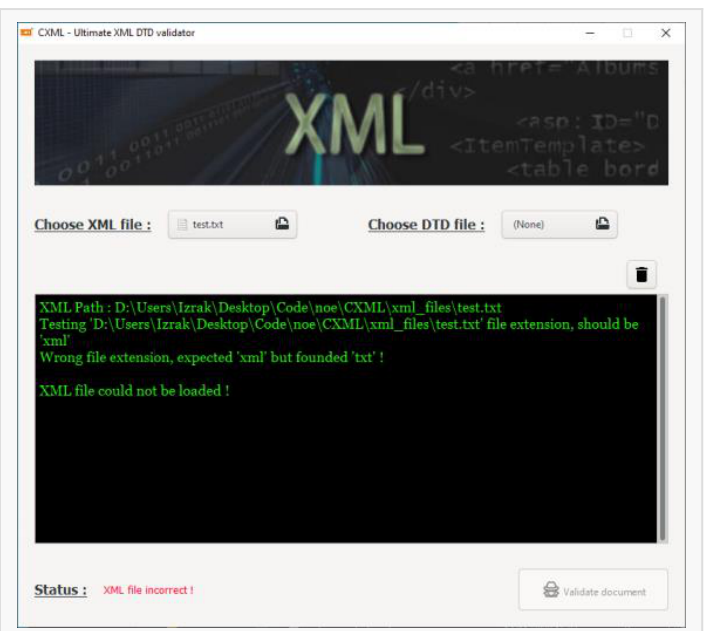 CXML - Ultimate XML DTD validator
<a href="Albums
</div>
XML
<asp: ID="D
<ItemTemplate>
<table bord
Choose XML file :
test.txt
Choose DTD file :
(None)
XML Path : D:\Users\Izrak\Desktop\Code\noe\CXML\xml_files\test.txt
Testing 'D:\Users\Izrak\Desktop\Code\noe\CXML\xml_files\test.txt' file extension, should be
'xml'
Wrong file extension, expected 'xml' but founded 'txt' !
XML file could not be loaded !
Status :
XML file incorrect !
Validate document